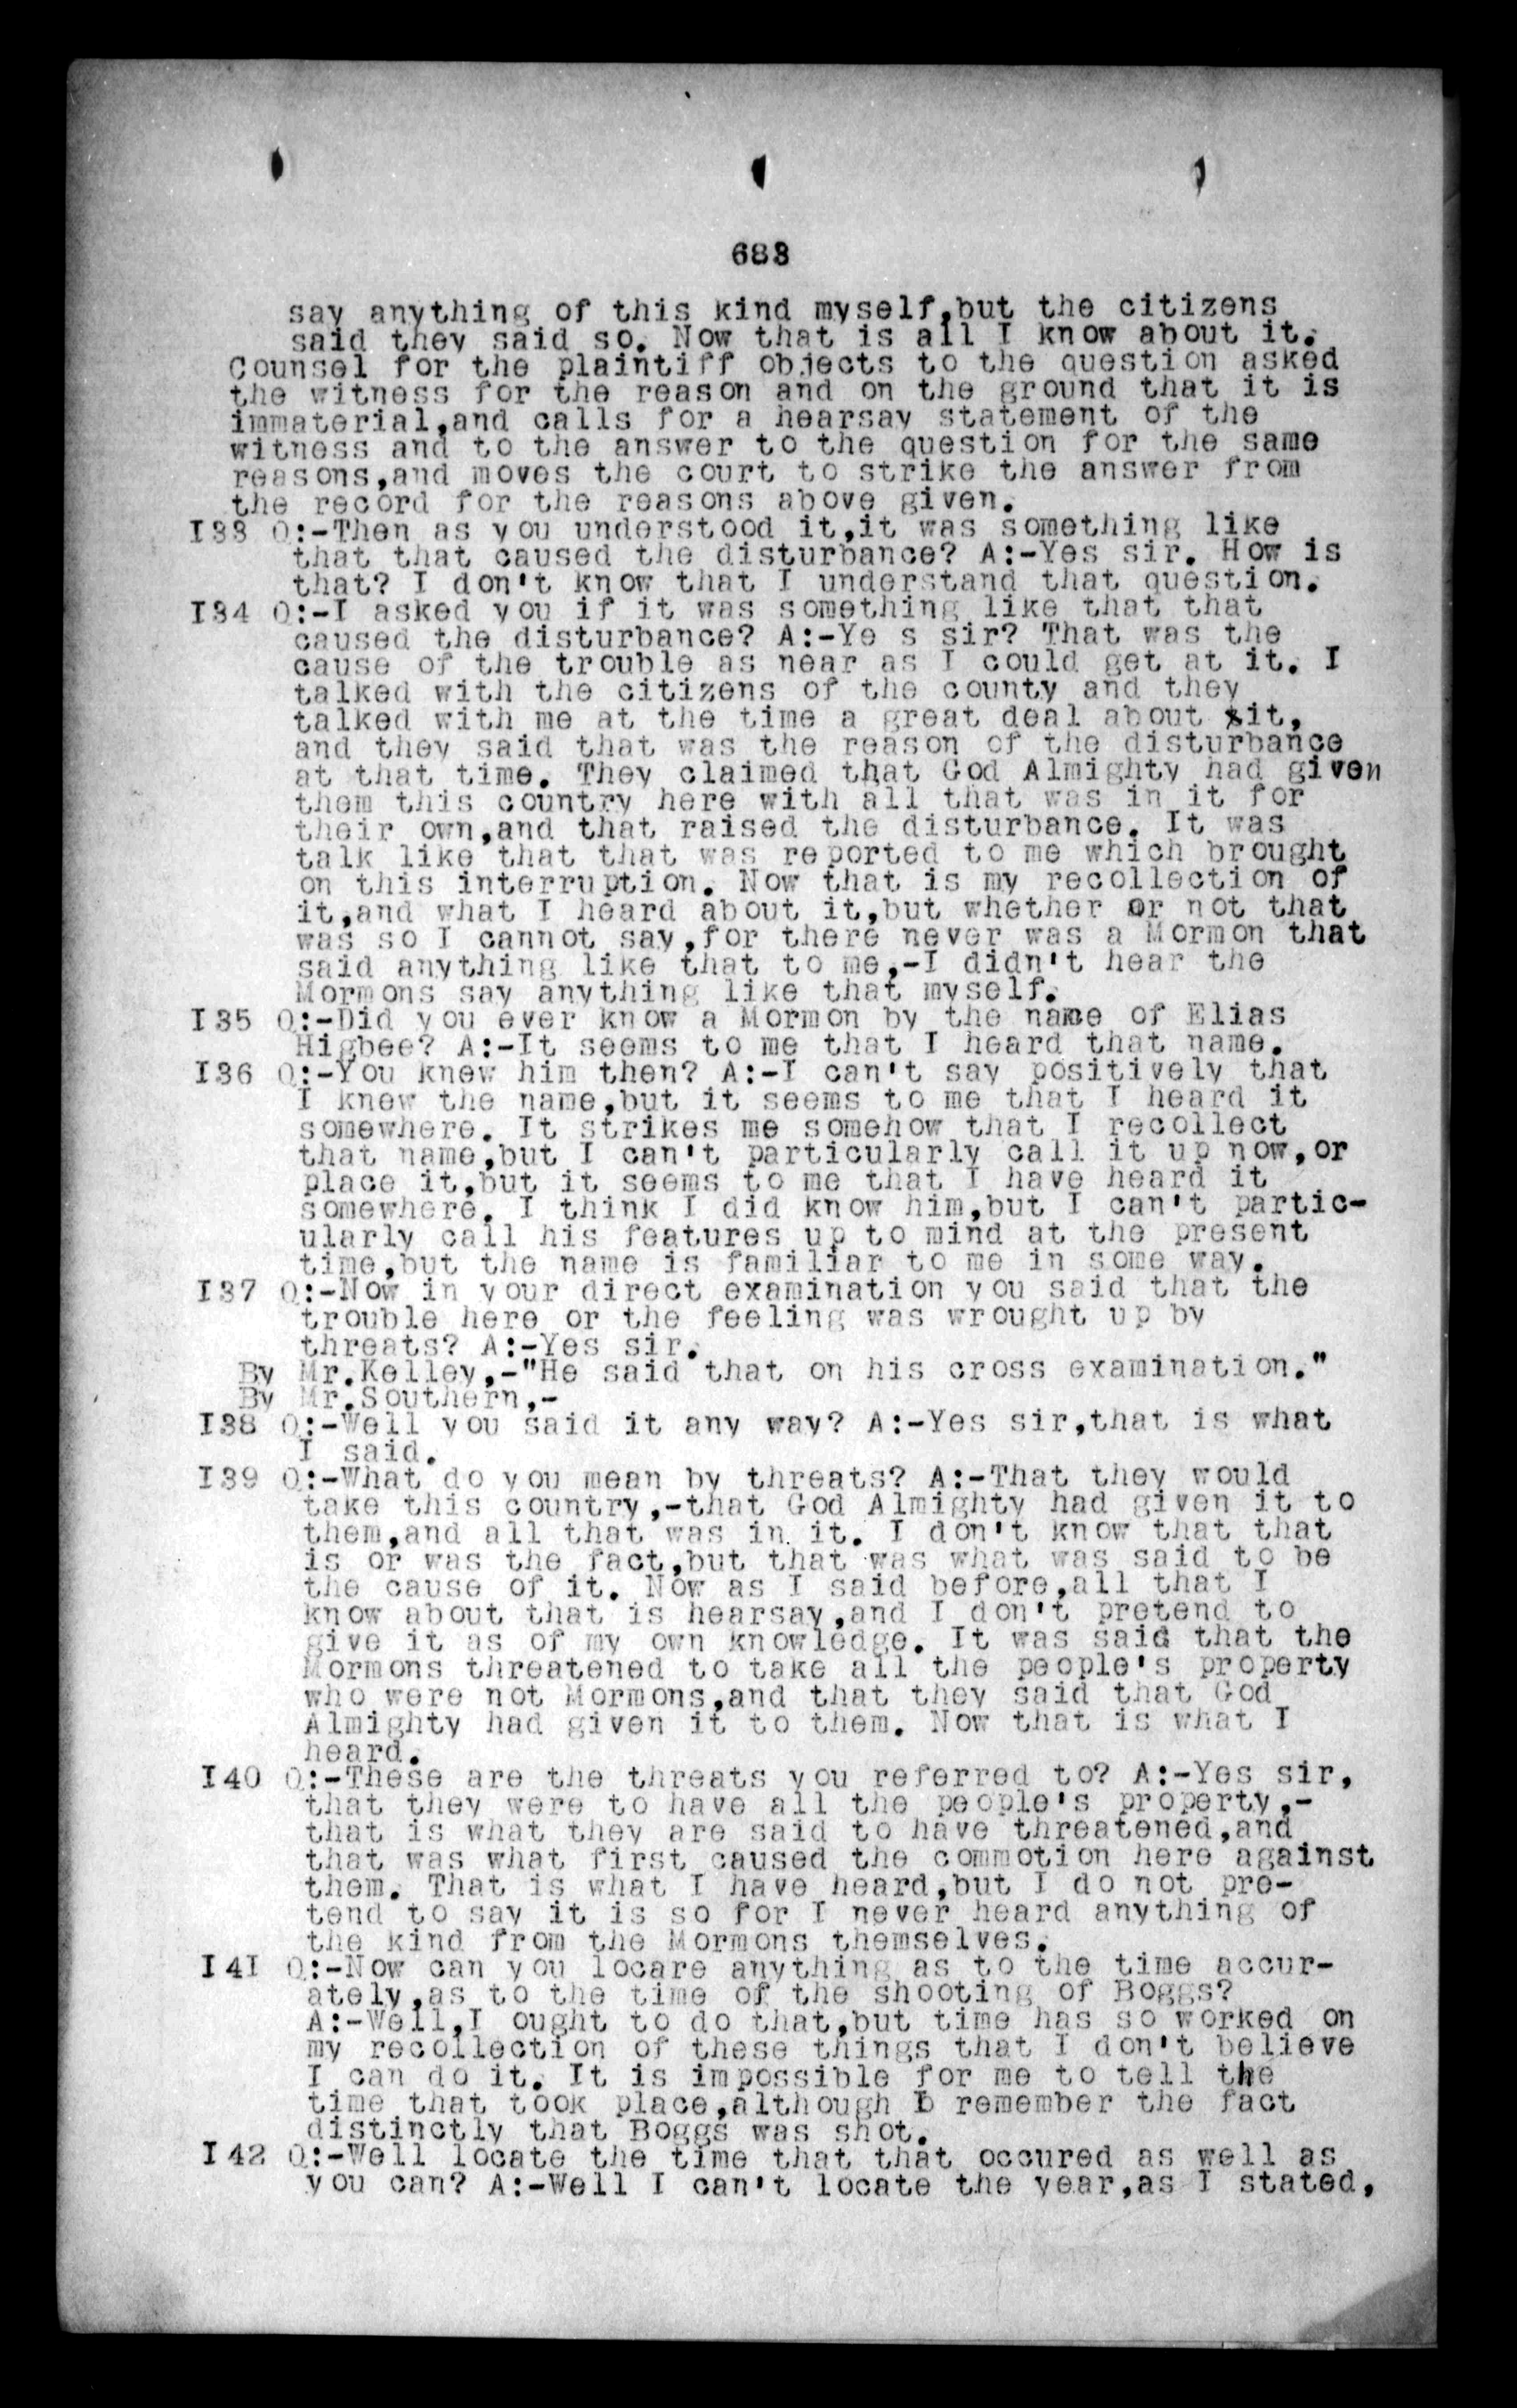 683
say anything of this kind myself,but the citizens
said they said so. Now that is all I know about it.
Counsel for the plaintiff objects to the question asked
the witness for the reason and on the ground that it is
immaterial,and calls for a hearsay statement of the
witness and to the answer to the question for the same
reasons,and moves the court to strike the answer from
the record for the reasons above given.
I33 Q:-Then as you understood it,it was something like
that that caused the disturbance? A:-Yes sir. How is
that? I don't know that I understand that question.
I34 Q:-I asked you if it was something like that that
caused the disturbance? A:-Ye s sir? That was the
cause of the trouble as near as I could get at it. I
talked with the citizens of the county and they
talked with me at the time a great deal about xit,
and they said that was the reason of the disturbance
at that time. They claimed that God Almighty had given
them this country here with all that was in it for
their own,and that raised the disturbance. It was
talk like that that was reported to me which brought
on this interruption. Now that is my recollection of
it,and what I heard about it,but whether or not that
was so I cannot say,for there never was a Mormon that
said anything like that to me,-I didn't hear the
Mormons say anything like that myself.
I35 Q:-Did you ever know a Mormon by the name of Elias
Higbee? A:-It seems to me that I heard that name.
I36 Q:-You knew him then? A:-I can't say positively that
I knew the name,but it seems to me that I heard it
somewhere. It strikes me somehow that I recollect
that name,but I can't particularly call it up now,or
place it,but it seems to me that I have heard it
somewhere. I think I did know him,but I can't partic-
ularly call his features up to mind at the present
time,but the name is familiar to me in some way.
I37 Q:-Now in your direct examination you said that the
trouble here or the feeling was wrought up by
threats? A:-Yes sir.
By Mr.Kelley,-"He said that on his cross examination."
By Mr.Southern,-
I38 Q:-Well you said it any way? A:-Yes sir,that is what
I said.
I39 Q:-What do you mean by threats? A:-That they would
take this country,-that God Almighty had given it to
them,and all that was in it. I don't know that that
is or was the fact,but that was what was said to be
the cause of it. Now as I said before,all that I
know about that is hearsay,and I don't pretend to
give it as of my own knowledge. It was said that the
Mormons threatened to take all the people's property
who were not Mormons,and that they said that God
Almighty had given it to them. Now that is what I
heard.
I40 Q:-These are the threats you referred to? A:-Yes sir,
that they were to have all the people's property,-
that is what they are said to have threatened,and
that was what first caused the commotion here against
them. That is what I have heard,but I do not pre-
tend to say it is so for I never heard anything of
the kind from the Mormons themselves.
I4I Q:-Now can you locare anything as to the time accur-
ately,as to the time of the shooting of Boggs?
A:-Well,I ought to do that,but time has so worked on
my recollection of these things that I don't believe
I can do it. It is impossible for me to tell the
time that took place,although I remember the fact
distinctly that Boggs was shot.
I42 Q:-Well locate the time that that occured as well as
you can? A:-Well I can't locate the year,as I stated,